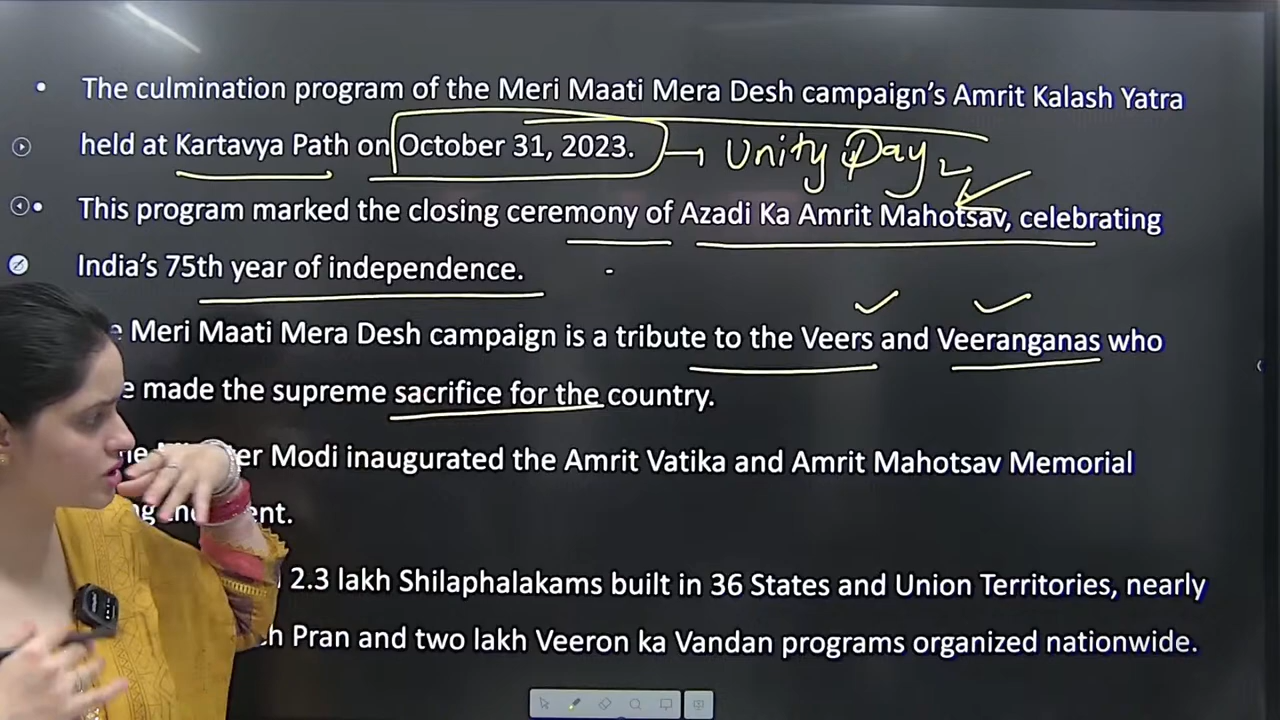 • The culmination program of the Meri Maati Mera Desh campaign's Amrit Kalash Yatra
held at Kartavya Path on October 31, 2023. → Unity Day
• This program marked the closing ceremony of Azadi Ka Amrit Mahotsav, celebrating
India's 75th year of independence.
Meri Maati Mera Desh campaign is a tribute to the Veers and Veeranganas who
made the supreme sacrifice for the country.
Modi inaugurated the Amrit Vatika and Amrit Mahotsav Memorial
2.3 lakh Shilaphalakams built in 36 States and Union Territories, nearly
Pran and two lakh Veeron ka Vandan programs organized nationwide.